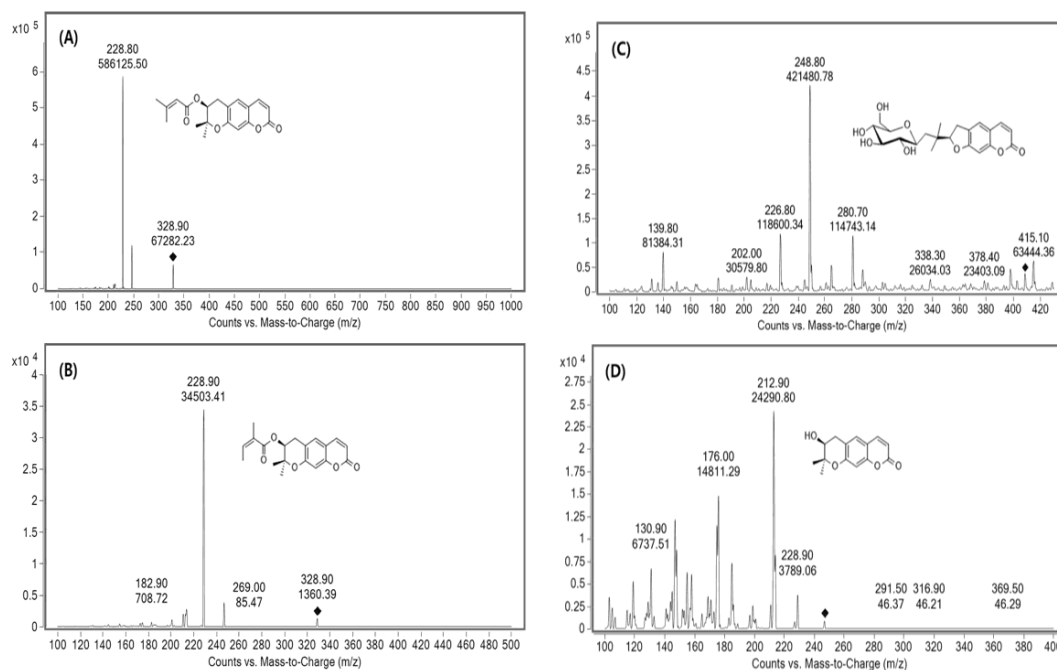 x10 5
(A)
6
5
4
3
2
1
0
228.80
586125.50
328.90
67282.23
O
O
O
O
O
100 150 200 250 300 350 400 450 500 550 600 650 700 750 800 850 900 950 1000
Counts vs. Mass-to-Charge (m/z)
x10 4
(B)
4
3.5
3
2.5
2
1.5
1
0.5
0
228.90
34503.41
182.90
708.72
269.00
85.47
328.90
1360.39
O
O
O
O
O
100 120 140 160 180 200 220 240 260 280 300 320 340 360 380 400 420 440 460 480 500
Counts vs. Mass-to-Charge (m/z)
x10 5
(C)
4.5
4
3.5
3
2.5
2
1.5
1
0.5
0
248.80
421480.78
139.80
81384.31
202.00
30579.80
226.80
118600.34
280.70
114743.14
338.30
26034.03
378.40
23403.09
415.10
63444.36
OH
O
HO
HO
OH
O
O
O
100 120 140 160 180 200 220 240 260 280 300 320 340 360 380 400 420
Counts vs. Mass-to-Charge (m/z)
x10 4
(D)
2.75
2.5
2.25
2
1.75
1.5
1.25
1
0.75
0.5
0.25
0
212.90
24290.80
176.00
14811.29
130.90
6737.51
228.90
3789.06
291.50
46.37
316.90
46.21
369.50
46.29
HO
O
O
O
100 120 140 160 180 200 220 240 260 280 300 320 340 360 380
Counts vs. Mass-to-Charge (m/z)